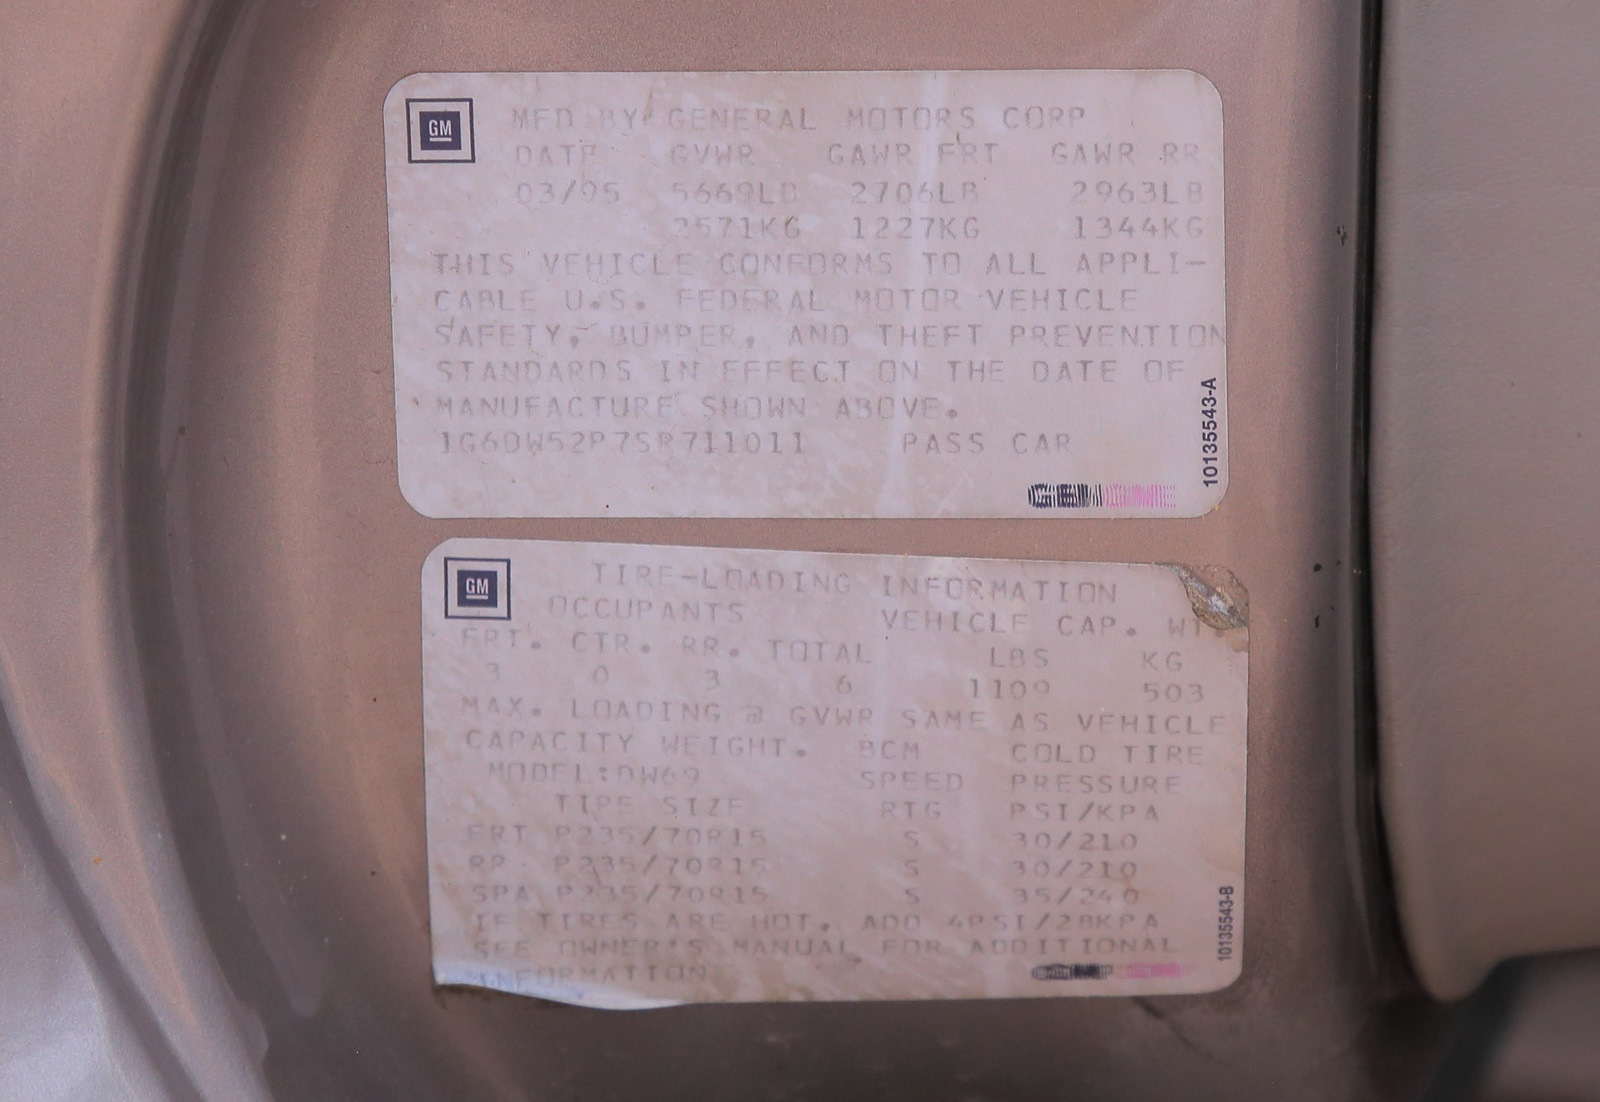 GM
MFD BY GENERAL MOTORS CORP
DATE GVWR GAWR FRT GAWR RR
03/95 5669LB 2706LB 2963LB
2571KG 1227KG 1344KG
THIS VEHICLE CONFORMS TO ALL APPLI-
CABLE U.S. FEDERAL MOTOR VEHICLE
SAFETY, BUMPER, AND THEFT PREVENTION
STANDARDS IN EFFECT ON THE DATE OF
MANUFACTURE SHOWN ABOVE.
1G6DW52P7SR711011 PASS CAR
10135543-A
GM
TIRE-LOADING INFORMATION
OCCUPANTS VEHICLE CAP. WT.
FRT. CTR. RR. TOTAL LBS KG
3 0 3 6 1109 503
MAX. LOADING @ GVWR SAME AS VEHICLE
CAPACITY WEIGHT. BCM COLD TIRE
MODEL:DW69 SPEED PRESSURE
TIRE SIZE RTG PSI/KPA
FRT P235/70R15 S 30/210
RR P235/70R15 S 30/210
SPA P235/70R15 S 35/240
IF TIRES ARE HOT, ADD 4PSI/28KPA
SEE OWNER'S MANUAL FOR ADDITIONAL
INFORMATION
10135543-B